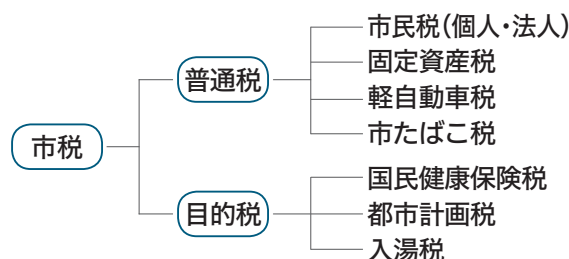 市税
普通税
市民税(個人・法人)
固定資産税
軽自動車税
市たばこ税
目的税
国民健康保険税
都市計画税
入湯税